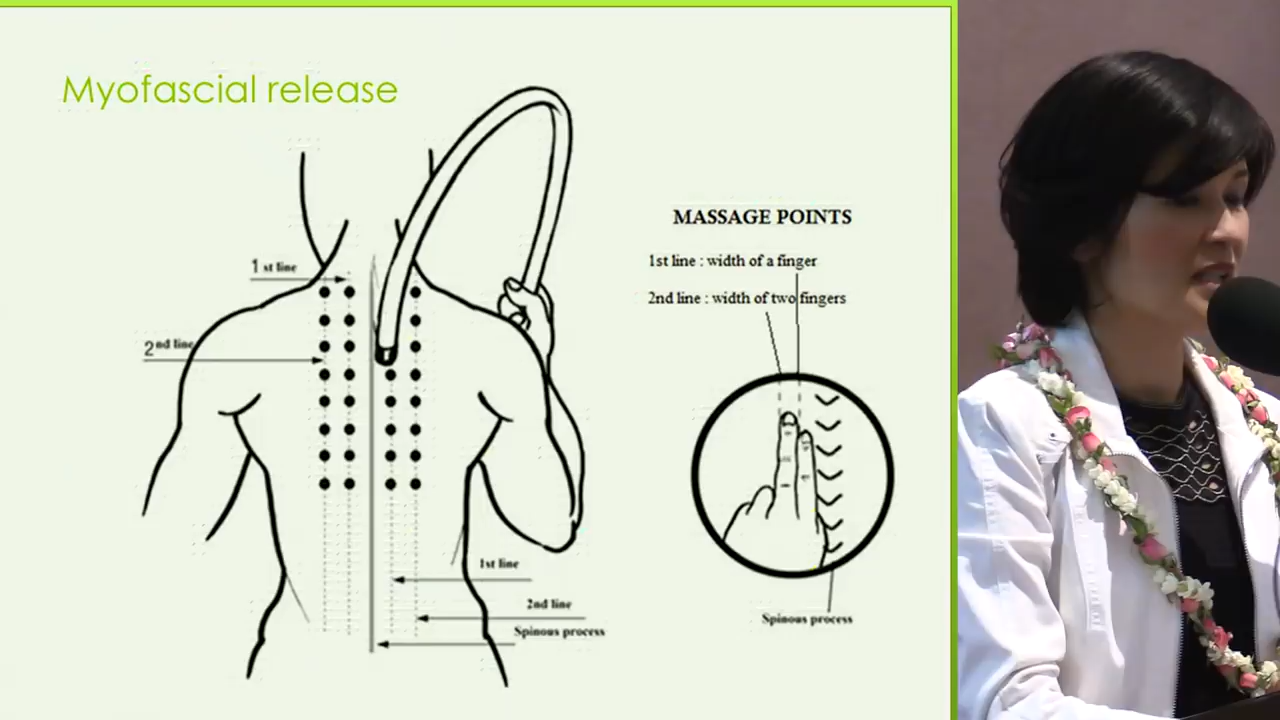 Myofascial release
1 st line
2 nd line
1st line
2nd line
Spinous process
MASSAGE POINTS
1st line : width of a finger
2nd line : width of two fingers
Spinous process